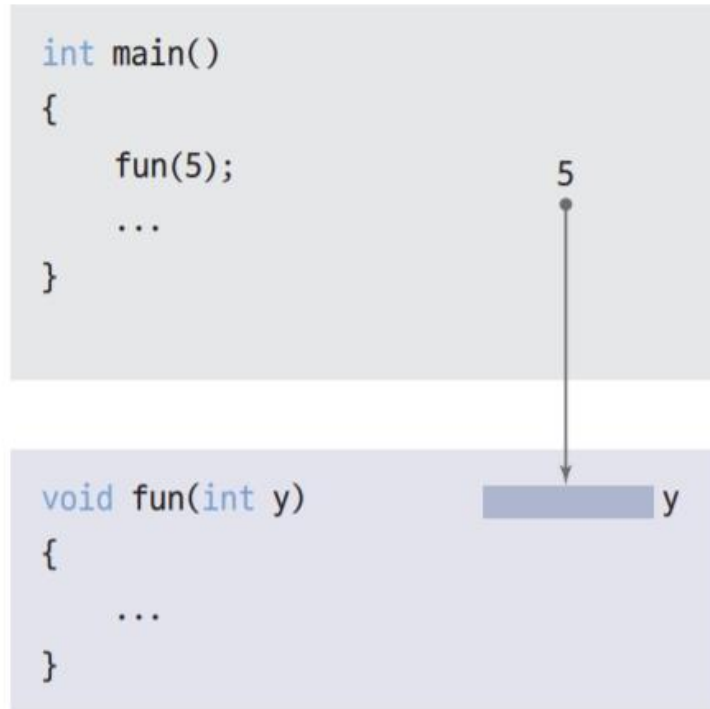 int main()
{
fun(5);
...
}
5
void fun(int y)
{
...
}
y